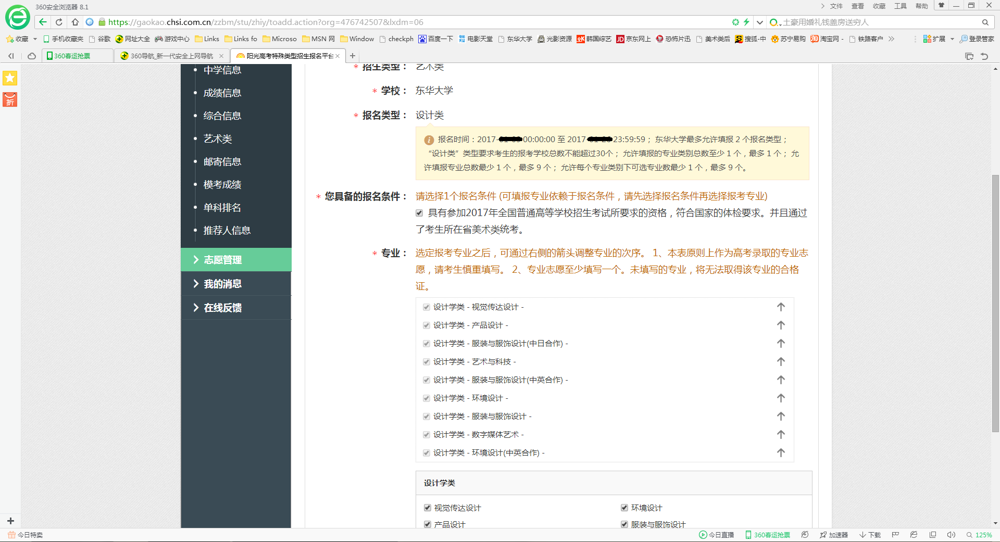 360安全浏览器 8.1
文件 查看 收藏 工具 帮助
https://gaokao.chsi.com.cn/zzbm/stu/zhiy/toadd.action?org=476742507&lxdm=06
土豪用婚礼钱盖房送穷人
收藏 手机收藏夹 谷歌 网址大全 游戏中心 Links Links fo Microso MSN 网 Window checkph 百度一下 电影天堂 东华大学 光影资源 韩国综艺 京东网上 恐怖片迅 美术类后 搜狐-中 苏宁易购 淘宝网 - 铁路客户 扩展 登录管家
360春运抢票 360导航_新一代安全上网导航 阳光高考特殊类型招生报名平台
折
中学信息
成绩信息
综合信息
艺术类
邮寄信息
模考成绩
单科排名
推荐人信息
志愿管理
我的消息
在线反馈
* 招生类型： 艺术类
* 学校： 东华大学
* 报名类型： 设计类
报名时间：2017- 00:00:00 至 2017- 23:59:59； 东华大学最多允许填报 2 个报名类型；
“设计类”类型要求考生的报考学校总数不能超过30个； 允许填报的专业类别总数至少 1 个，最多 1 个； 允
许填报专业总数最少 1 个，最多 9 个； 允许每个专业类别下可选专业数最少 1 个，最多 9 个。
* 您具备的报名条件： 请选择1个报名条件 (可填报专业依赖于报名条件，请先选择报名条件再选择报考专业)
具有参加2017年全国普通高等学校招生考试所要求的资格，符合国家的体检要求。并且通过
了考生所在省美术类统考。
* 专业： 选定报考专业之后，可通过右侧的箭头调整专业的次序。 1、本表原则上作为高考录取的专业志
愿，请考生慎重填写。 2、专业志愿至少填写一个。未填写的专业，将无法取得该专业的合格
证。
设计学类 - 视觉传达设计 -
设计学类 - 产品设计 -
设计学类 - 服装与服饰设计(中日合作) -
设计学类 - 艺术与科技 -
设计学类 - 服装与服饰设计(中英合作) -
设计学类 - 环境设计 -
设计学类 - 服装与服饰设计 -
设计学类 - 数字媒体艺术 -
设计学类 - 环境设计(中英合作) -
设计学类
视觉传达设计 环境设计
产品设计 服装与服饰设计
今日特卖 今日直播 360春运抢票 加速器 下载 125%